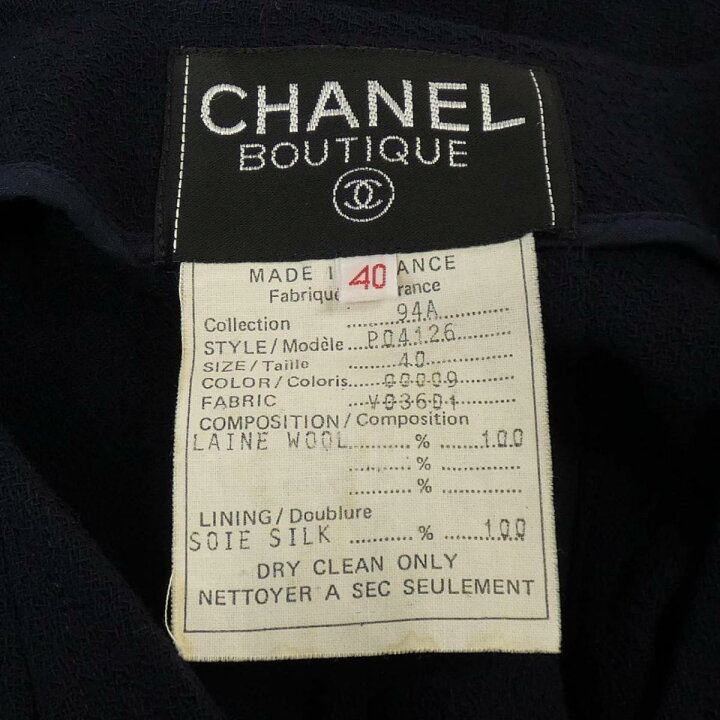 CHANEL
BOUTIQUE
MADE I 40 ANCE
Fabriqu rance
Collection ........ 94A
STYLE/Modèle... P04126
SIZE/Taille ........ 40
COLOR/Coloris ..... 00009
FABRIC ... V03601
COMPOSITION/Composition
LAINE WOOL ...... % ....... 100
........... % ...........
........... % ...........
LINING/Doublure
SOIE SILK ......... % ....... 100
DRY CLEAN ONLY
NETTOYER A SEC SEULEMENT